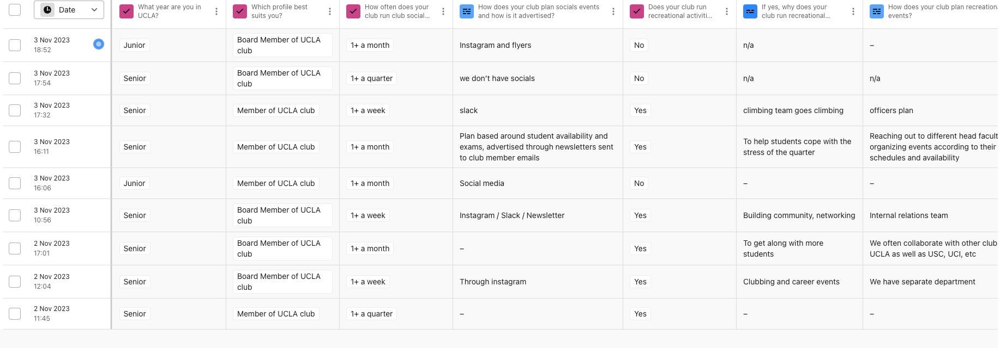 Date
What year are you in
UCLA?
Which profile best
suits you?
How often does your
club run club social...
How does your club plan socials events
and how is it advertised?
Does your club run
recreational activiti...
If yes, why does your
club run recreational...
How does your club plan recreationa
events?
3 Nov 2023
18:52
Junior
Board Member of UCLA
club
1+ a month
Instagram and flyers
No
n/a
–
3 Nov 2023
17:54
Senior
Board Member of UCLA
club
1+ a quarter
we don’t have socials
No
n/a
n/a
3 Nov 2023
17:32
Senior
Member of UCLA club
1+ a week
slack
Yes
climbing team goes climbing
officers plan
3 Nov 2023
16:11
Senior
Member of UCLA club
1+ a month
Plan based around student availability and
exams, advertised through newsletters sent
to club member emails
Yes
To help students cope with the
stress of the quarter
Reaching out to different head facult
organizing events according to their
schedules and availability
3 Nov 2023
16:06
Junior
Member of UCLA club
1+ a month
Social media
No
–
–
3 Nov 2023
10:56
Senior
Board Member of UCLA
club
1+ a week
Instagram / Slack / Newsletter
Yes
Building community, networking
Internal relations team
2 Nov 2023
17:01
Senior
Board Member of UCLA
club
1+ a month
–
Yes
To get along with more
students
We often collaborate with other club
UCLA as well as USC, UCI, etc
2 Nov 2023
12:04
Senior
Board Member of UCLA
club
1+ a week
Through instagram
Yes
Clubbing and career events
We have separate department
2 Nov 2023
11:45
Senior
Member of UCLA club
1+ a quarter
–
Yes
–
–